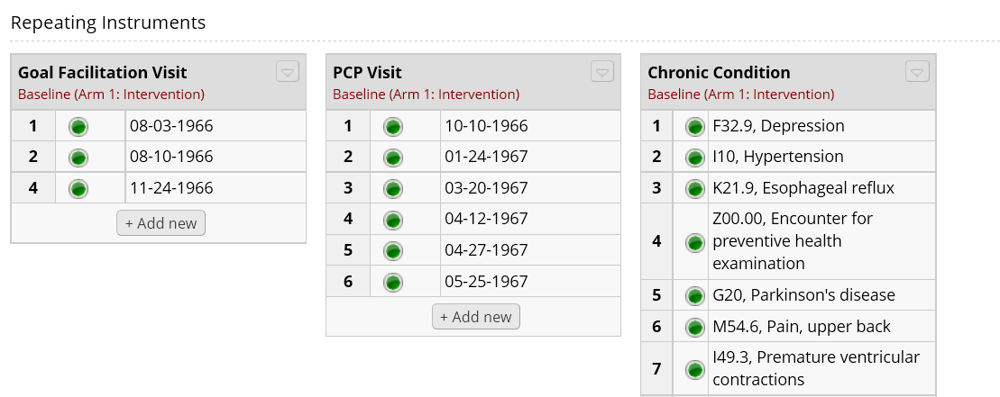 Repeating Instruments
Goal Facilitation Visit
Baseline (Arm 1: Intervention)
1 08-03-1966
2 08-10-1966
4 11-24-1966
+ Add new
PCP Visit
Baseline (Arm 1: Intervention)
1 10-10-1966
2 01-24-1967
3 03-20-1967
4 04-12-1967
5 04-27-1967
6 05-25-1967
+ Add new
Chronic Condition
Baseline (Arm 1: Intervention)
1 F32.9, Depression
2 I10, Hypertension
3 K21.9, Esophageal reflux
4 Z00.00, Encounter for
preventive health
examination
5 G20, Parkinson's disease
6 M54.6, Pain, upper back
7 I49.3, Premature ventricular
contractions